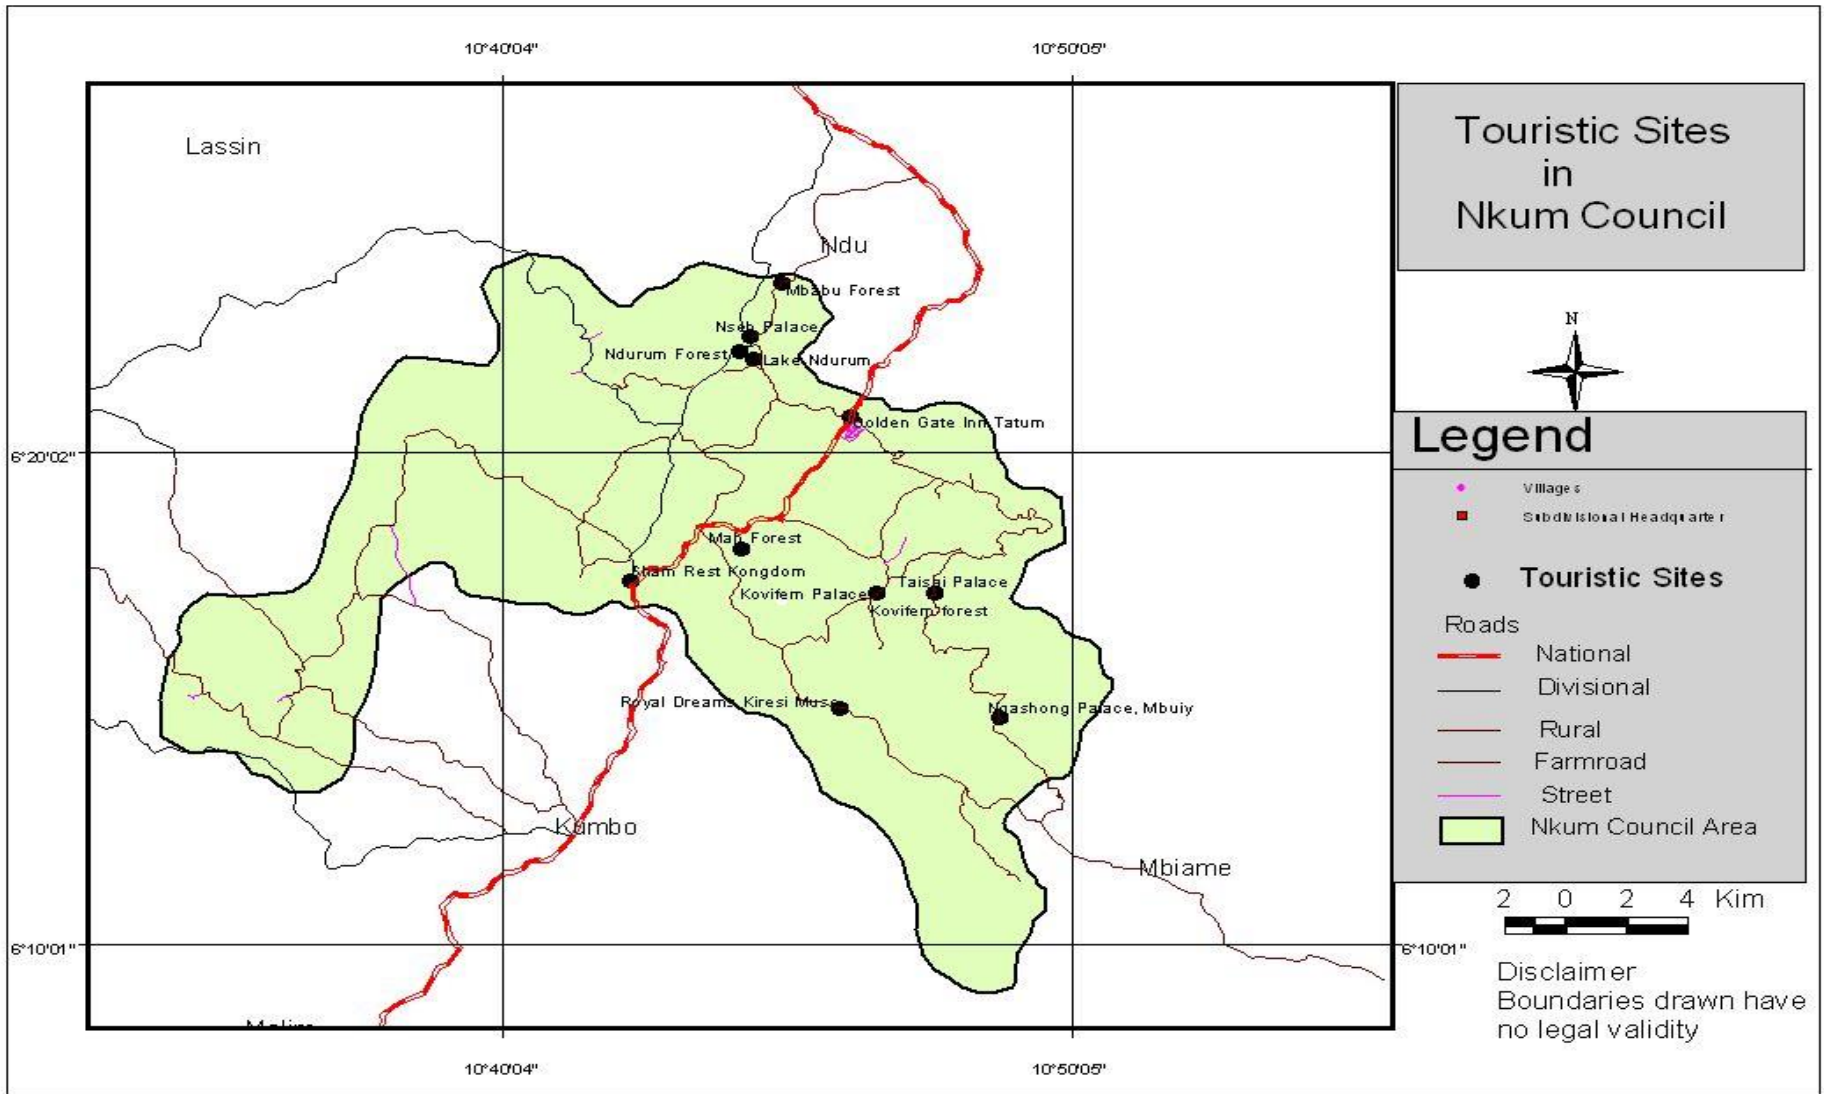 10°40'04"
10°50'05"
Lassin
Ndu
Mbabu Forest
Nseh Palace
Ndurum Forest
Lake Ndurum
Golden Gate Inn Tatum
6°20'02"
Mah Forest
Sham Rest Kongdom
Taishi Palace
Kovifem Palace
Kovifem forest
Royal Dreams Kiresi Muse
Ngashong Palace, Mbuiy
Kumbo
Mbiame
6°10'01"
6°10'01"
10°40'04"
10°50'05"
Touristic Sites
in
Nkum Council
N
Legend
Villages
Subdivisional Headquarter
Touristic Sites
Roads
National
Divisional
Rural
Farmroad
Street
Nkum Council Area
2 0 2 4 Kim
Disclaimer
Boundaries drawn have
no legal validity